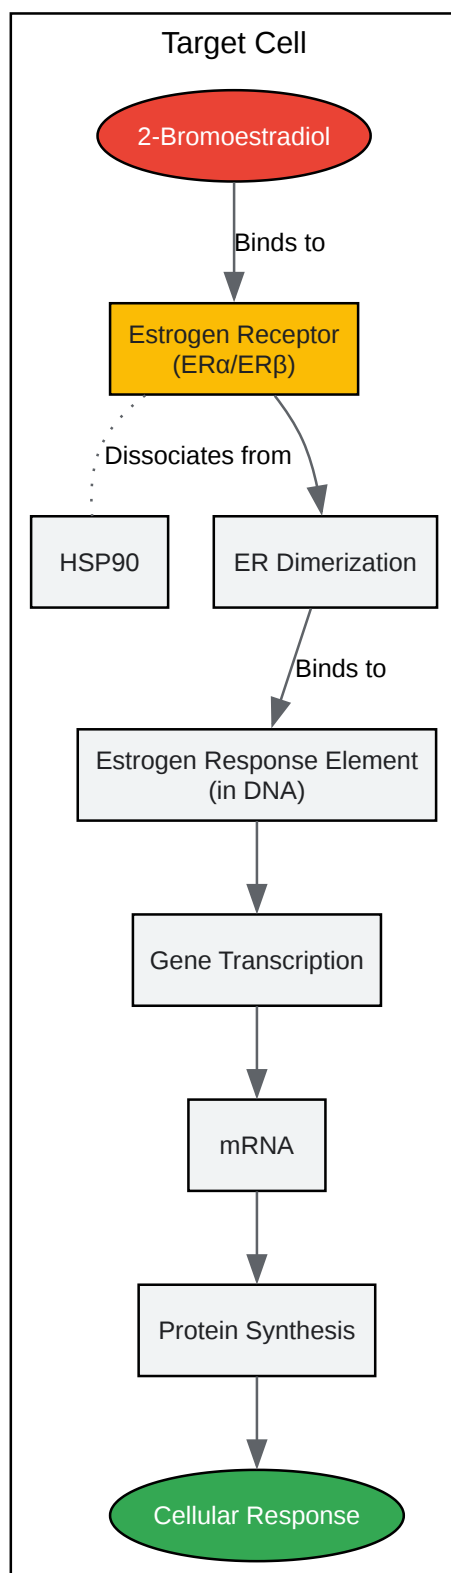 Target Cell
2-Bromoestradiol
Binds to
Estrogen Receptor
(ERα/ERβ)
Dissociates from
HSP90
ER Dimerization
Binds to
Estrogen Response Element
(in DNA)
Gene Transcription
mRNA
Protein Synthesis
Cellular Response